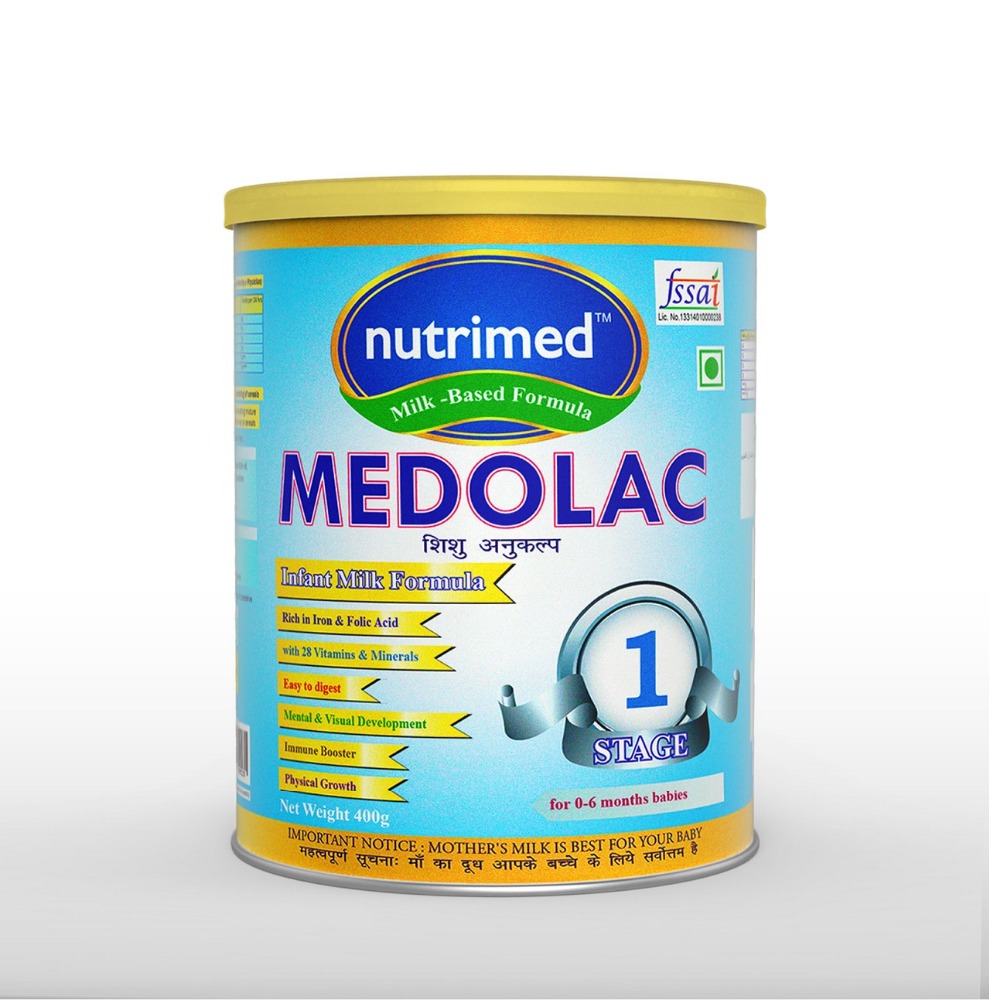 nutrimed™
Milk -Based Formula
fssai
Lic. No.13314010000238
MEDOLAC
शिशु अनुकल्प
Infant Milk Formula
Rich in Iron & Folic Acid
with 28 Vitamins & Minerals
Easy to digest
Mental & Visual Development
Immune Booster
Physical Growth
Net Weight 400g
1
STAGE
for 0-6 months babies
IMPORTANT NOTICE : MOTHER'S MILK IS BEST FOR YOUR BABY
महत्वपूर्ण सूचनाः माँ का दूध आपके बच्चे के लिये सर्वोत्तम है